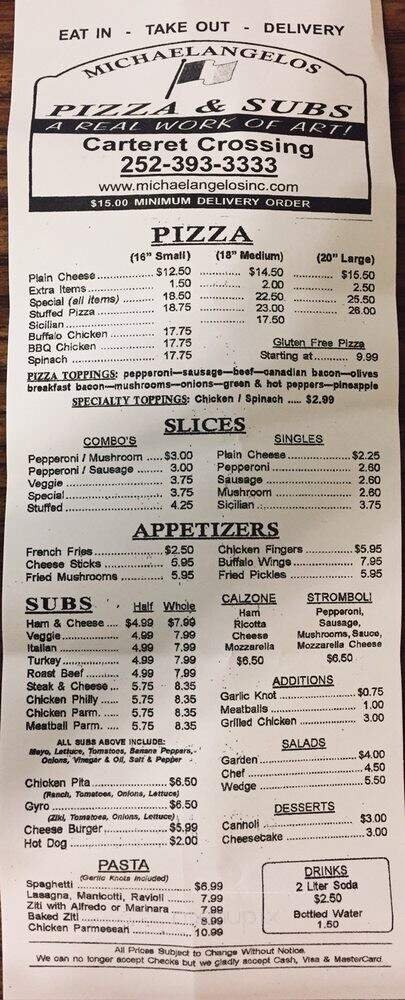 EAT IN - TAKE OUT - DELIVERY
MICHAELANGELOS
PIZZA & SUBS
A REAL WORK OF ART!
Carteret Crossing
252-393-3333
www.michaelangelosinc.com
$15.00 MINIMUM DELIVERY ORDER
PIZZA
(16" Small) (18" Medium) (20" Large)
Plain Cheese ................ $12.50 ............ $14.50 ............ $16.50
Extra Items ................... 1.50 ............ 2.00 ............ 2.50
Special (all items) ........ 18.50 ............ 22.50 ............ 25.50
Stuffed Pizza ................ 18.75 ............ 23.00 ............ 26.00
Sicilian ............ 17.50
Buffalo Chicken ............ 17.75
BBQ Chicken ............... 17.75 Gluten Free Pizza
Spinach ....................... 17.75 Starting at .......... 9.99
PIZZA TOPPINGS: pepperoni—sausage—beef—canadian bacon—olives
breakfast bacon—mushrooms—onions—green & hot peppers—pineapple
SPECIALTY TOPPINGS: Chicken / Spinach ..... $2.99
SLICES
COMBO'S
Pepperoni / Mushroom ..... $3.00
Pepperoni / Sausage ....... 3.00
Veggie ............................ 3.75
Special ............................ 3.75
Stuffed ............................ 4.25
SINGLES
Plain Cheese ................. $2.25
Pepperoni ...................... 2.60
Sausage ........................ 2.60
Mushroom ..................... 2.60
Sicilian .......................... 3.75
APPETIZERS
French Fries .................... $2.50
Cheese Sticks ................. 5.95
Fried Mushrooms ............ 5.95
Chicken Fingers ............. $5.95
Buffalo Wings ................. 7.95
Fried Pickles ................... 5.95
SUBS Half Whole
Ham & Cheese .... $4.99 $7.99
Veggie ................. 4.99 7.99
Italian .................. 4.99 7.99
Turkey ................. 4.99 7.99
Roast Beef .......... 4.99 7.99
Steak & Cheese ... 5.75 8.35
Chicken Philly ..... 5.75 8.35
Chicken Parm. ..... 5.75 8.35
Meatball Parm. .... 5.75 8.35
ALL SUBS ABOVE INCLUDE:
Mayo, Lettuce, Tomatoes, Banana Peppers,
Onions, Vinegar & Oil, Salt & Pepper
Chicken Pita ........................ $6.50
(Ranch, Tomatoes, Onions, Lettuce)
Gyro .................................... $6.50
(Ziki, Tomatoes, Onions, Lettuce)
Cheese Burger .................... $5.99
Hot Dog .............................. $2.00
PASTA
(Garlic Knots Included)
Spaghetti ............................ $6.99
Lasagna, Manicotti, Ravioli ....... 7.99
Ziti with Alfredo or Marinara ..... 7.99
Baked Ziti ............................ 8.99
Chicken Parmesean ............. 10.99
CALZONE
Ham
Ricotta
Cheese
Mozzarella
$6.50
STROMBOLI
Pepperoni,
Sausage,
Mushrooms, Sauce,
Mozzarella Cheese
$6.50
ADDITIONS
Garlic Knot .................... $0.75
Meatballs ....................... 1.00
Grilled Chicken .............. 3.00
SALADS
Garden .......................... $4.00
Chef ............................... 4.50
Wedge ........................... 5.50
DESSERTS
Cannoli .......................... $3.00
Cheesecake .................... 3.00
DRINKS
2 Liter Soda
$2.50
Bottled Water
1.50
All Prices Subject to Change Without Notice.
We can no longer accept Checks but we gladly accept Cash, Visa & MasterCard.